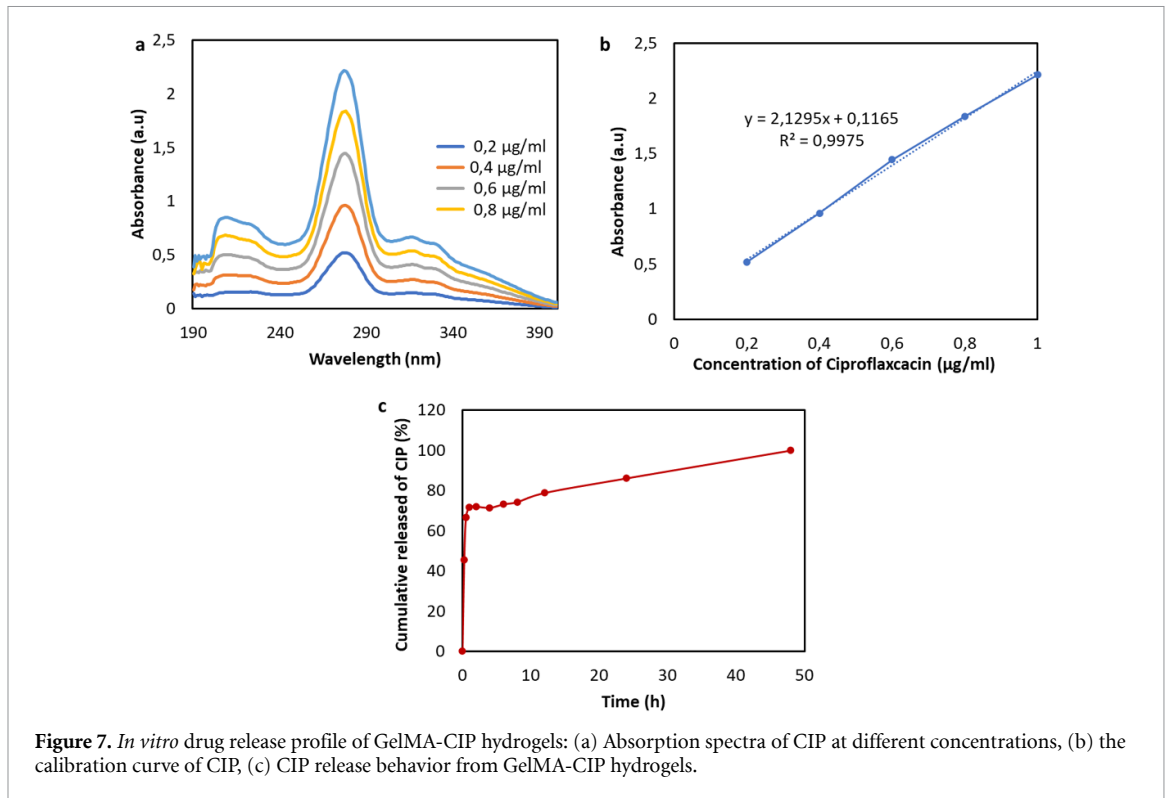 a
2,5
2
1,5
1
0,5
0
Absorbance (a.u)
190 240 290 340 390
Wavelength (nm)
0,2 µg/ml
0,4 µg/ml
0,6 µg/ml
0,8 µg/ml
b
2,5
2
1,5
1
0,5
0
Absorbance (a.u)
y = 2,1295x + 0,1165
R² = 0,9975
0 0,2 0,4 0,6 0,8 1
Concentration of Ciproflaxcacin (µg/ml)
c
120
100
80
60
40
20
0
Cumulative released of CIP (%)
0 10 20 30 40 50
Time (h)
Figure 7. In vitro drug release profile of GelMA-CIP hydrogels: (a) Absorption spectra of CIP at different concentrations, (b) the
calibration curve of CIP, (c) CIP release behavior from GelMA-CIP hydrogels.